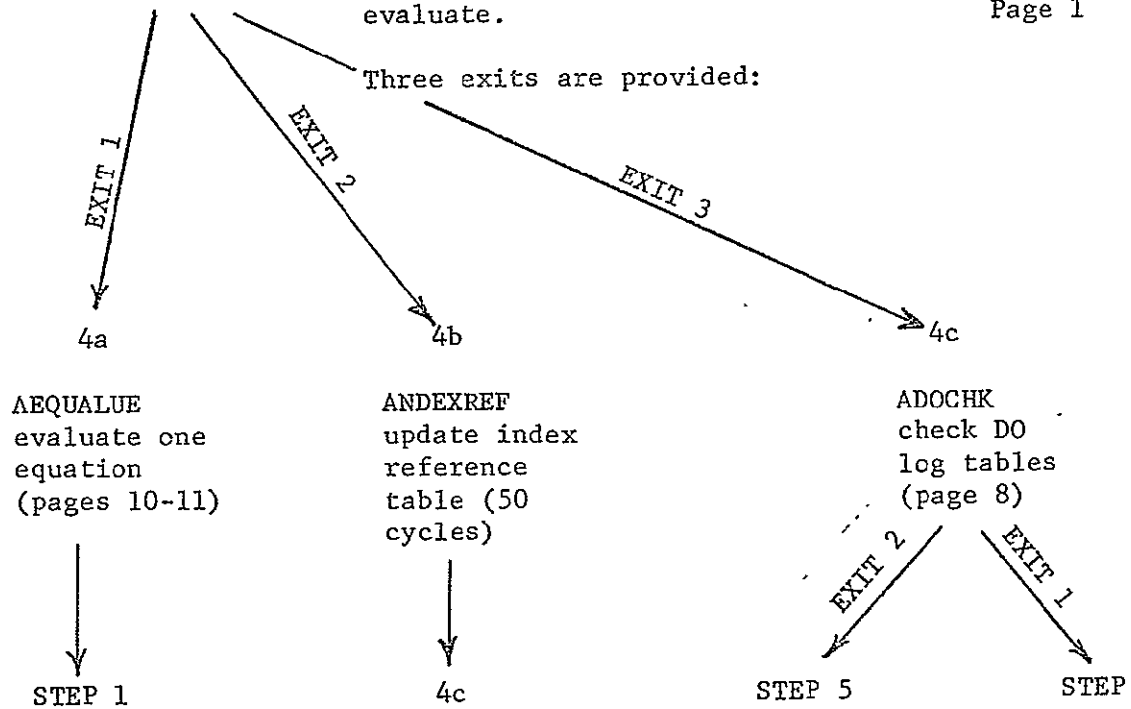 evaluate.
Page 1
Three exits are provided:
EXIT 1
EXIT 2
EXIT 3
4a
4b
4c
AEQUALUE
evaluate one
equation
(pages 10-11)
ANDEXREF
update index
reference
table (50
cycles)
ADOCHK
check DO
log tables
(page 8)
EXIT 2
EXIT 1
STEP 1
4c
STEP 5
STEP